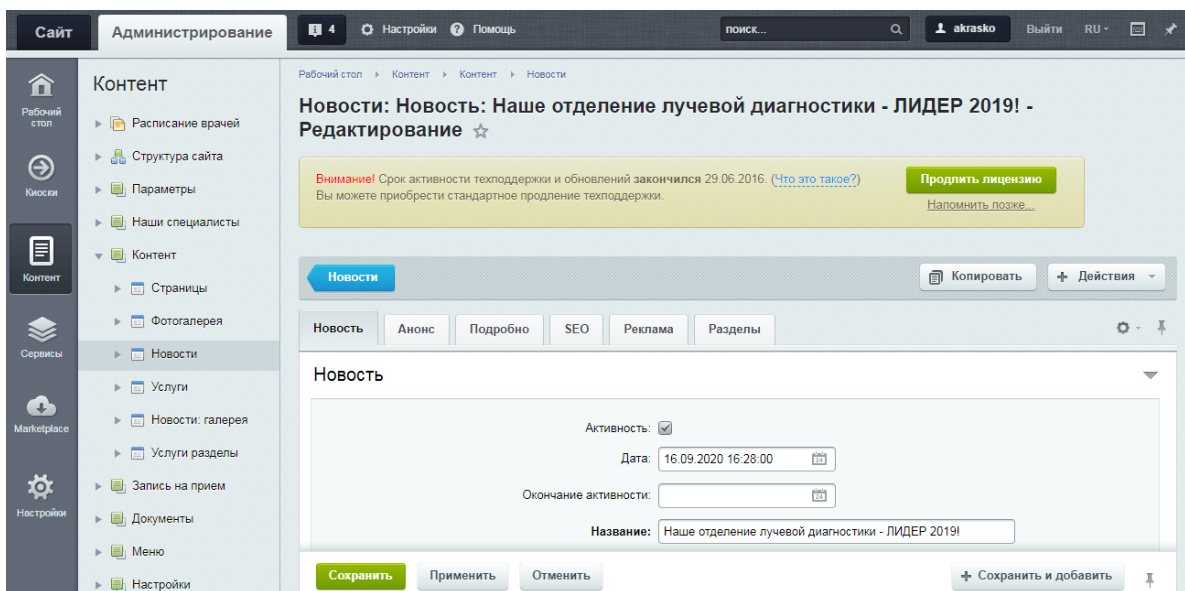 Сайт
Администрирование
4
Настройки
Помощь
поиск...
akrasko
Выйти
RU
Рабочий стол
Киоски
Контент
Сервисы
Marketplace
Настройки
Контент
Расписание врачей
Структура сайта
Параметры
Наши специалисты
Контент
Страницы
Фотогалерея
Новости
Услуги
Новости: галерея
Услуги разделы
Запись на прием
Документы
Меню
Настройки
Рабочий стол Контент Контент Новости
Новости: Новость: Наше отделение лучевой диагностики - ЛИДЕР 2019! -
Редактирование
Внимание! Срок активности техподдержки и обновлений закончился 29.06.2016. (Что это такое?)
Вы можете приобрести стандартное продление техподдержки.
Продлить лицензию
Напомнить позже...
Новости
Копировать
Действия
Новость
Анонс
Подробно
SEO
Реклама
Разделы
Новость
Активность:
Дата: 16.09.2020 16:28:00
Окончание активности:
Название: Наше отделение лучевой диагностики - ЛИДЕР 2019!
Сохранить
Применить
Отменить
Сохранить и добавить